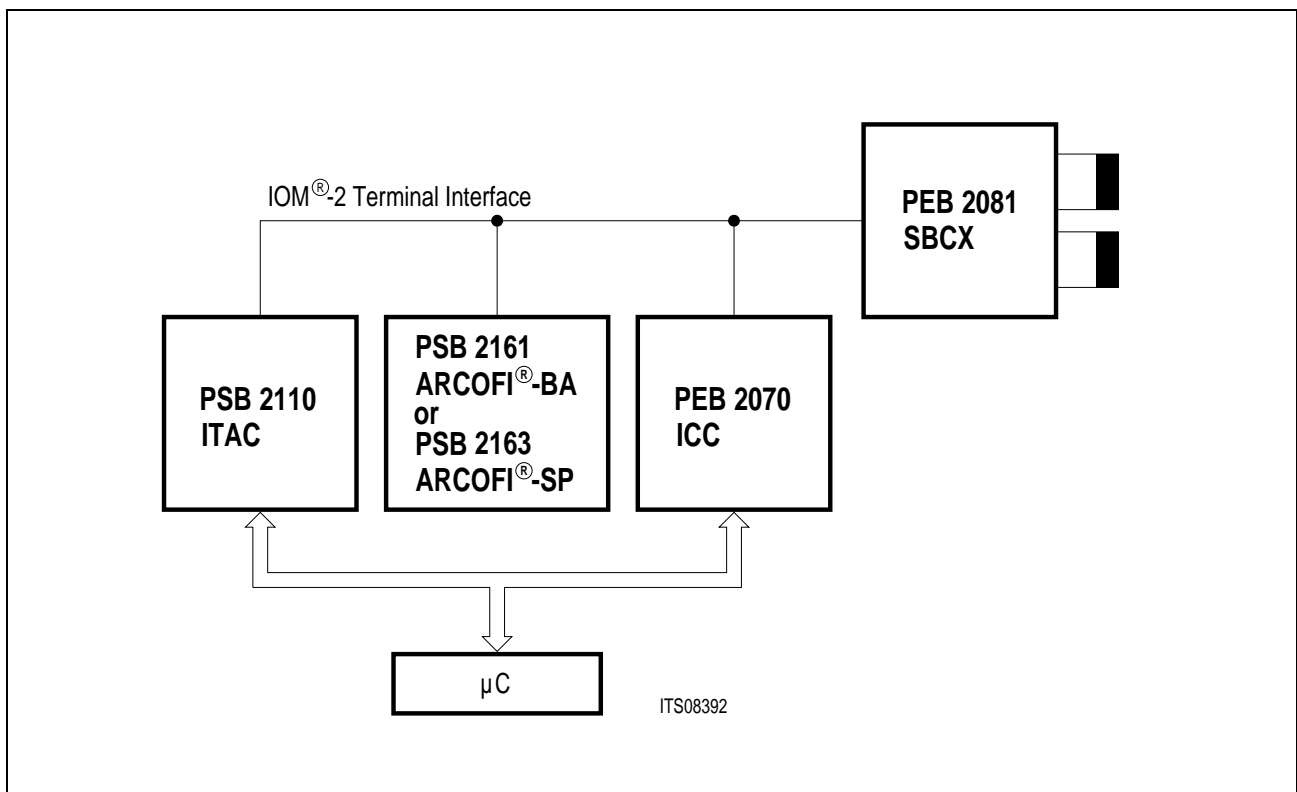 IOM®-2 Terminal Interface
PEB 2081
SBCX
PSB 2110
ITAC
PSB 2161
ARCOFI®-BA
or
PSB 2163
ARCOFI®-SP
PEB 2070
ICC
µC
ITS08392